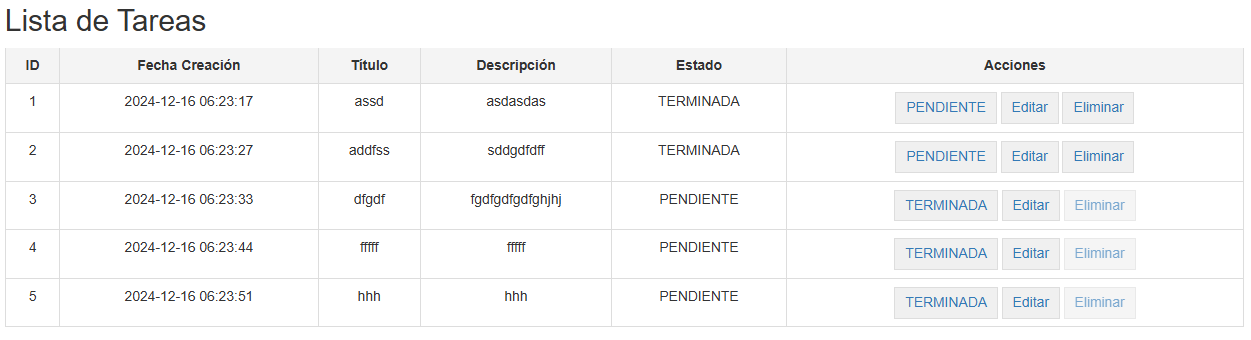 Lista de Tareas
ID Fecha Creación Título Descripción Estado Acciones
1 2024-12-16 06:23:17 assd asdasdas TERMINADA PENDIENTE Editar Eliminar
2 2024-12-16 06:23:27 addfss sddgdfdff TERMINADA PENDIENTE Editar Eliminar
3 2024-12-16 06:23:33 dfgdf fgdfgdfgdfghjhj PENDIENTE TERMINADA Editar Eliminar
4 2024-12-16 06:23:44 fffff fffff PENDIENTE TERMINADA Editar Eliminar
5 2024-12-16 06:23:51 hhh hhh PENDIENTE TERMINADA Editar Eliminar